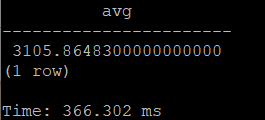 avg
-----------------------
3105.8648300000000000
(1 row)
Time: 366.302 ms